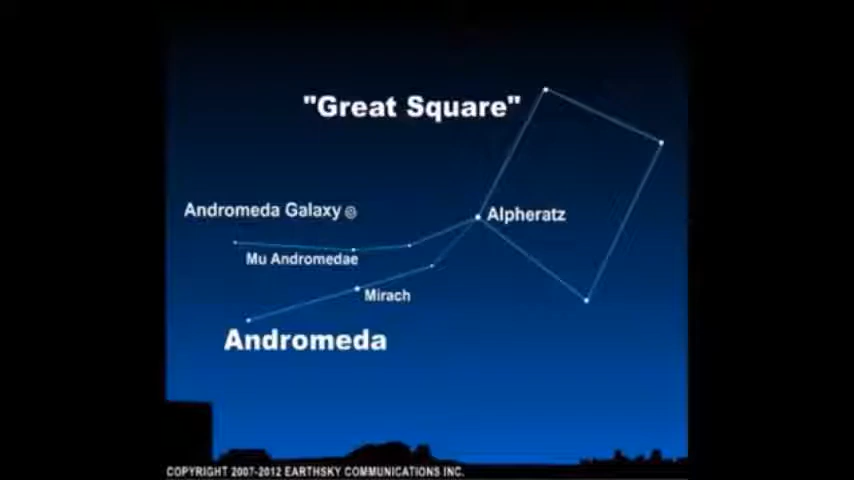 "Great Square"
Andromeda Galaxy
Alpheratz
Mu Andromedae
Mirach
Andromeda
COPYRIGHT 2007-2012 EARTHSKY COMMUNICATIONS INC.